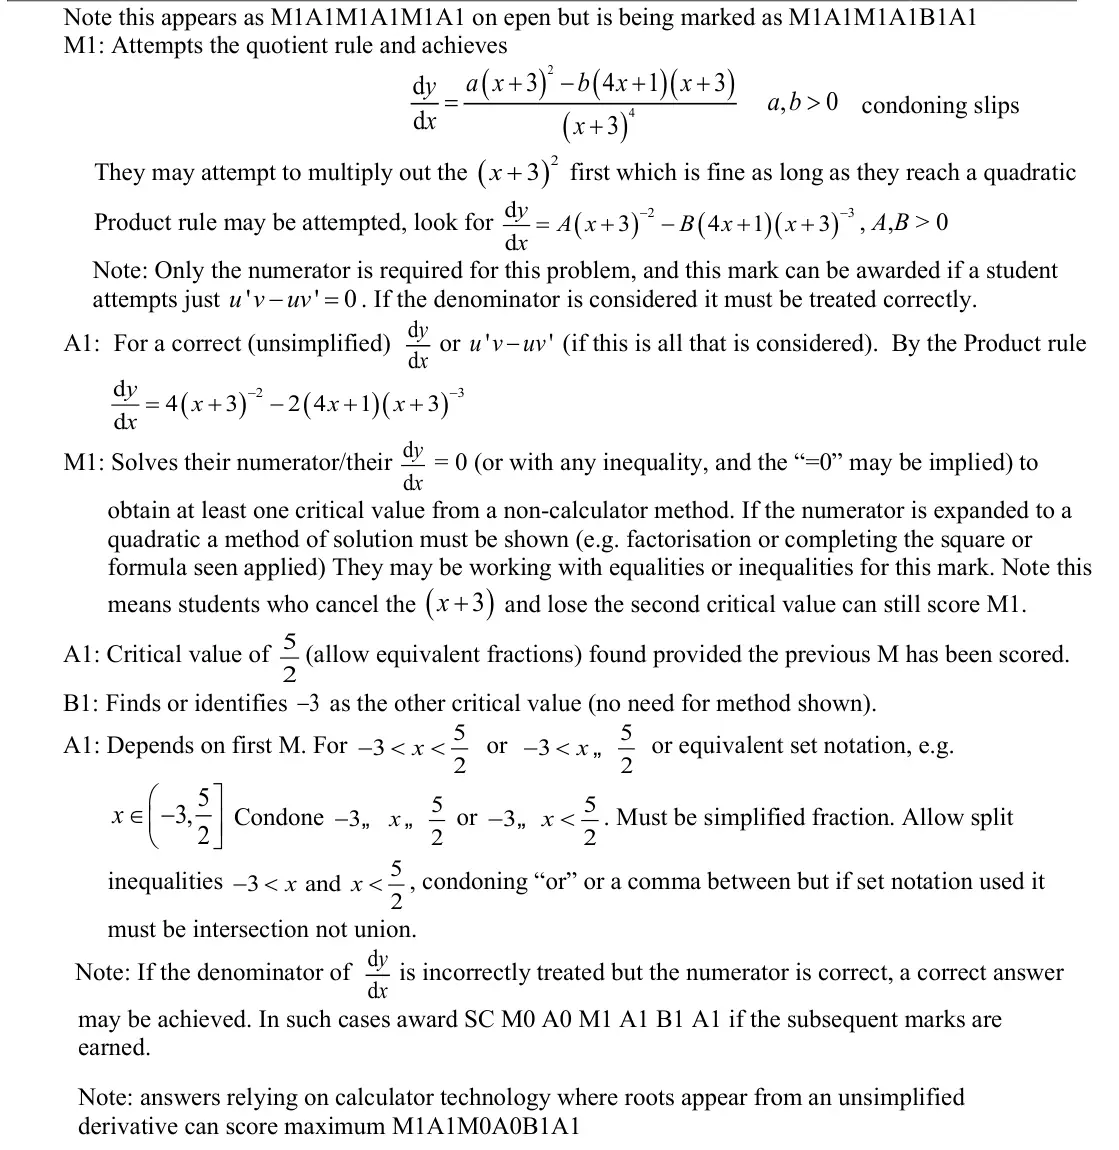 Note this appears as M1A1M1A1M1A1 on epen but is being marked as M1A1M1A1B1A1
M1: Attempts the quotient rule and achieves
dy/dx = (a(x+3)² − b(4x+1)(x+3))/(x+3)⁴   a,b > 0 condoning slips
They may attempt to multiply out the (x+3)² first which is fine as long as they reach a quadratic
Product rule may be attempted, look for dy/dx = A(x+3)⁻² − B(4x+1)(x+3)⁻³, A,B > 0
Note: Only the numerator is required for this problem, and this mark can be awarded if a student
attempts just u'v − uv' = 0. If the denominator is considered it must be treated correctly.
A1: For a correct (unsimplified) dy/dx or u'v − uv' (if this is all that is considered). By the Product rule
dy/dx = 4(x+3)⁻² − 2(4x+1)(x+3)⁻³
M1: Solves their numerator/their dy/dx = 0 (or with any inequality, and the “=0” may be implied) to
obtain at least one critical value from a non-calculator method. If the numerator is expanded to a
quadratic a method of solution must be shown (e.g. factorisation or completing the square or
formula seen applied) They may be working with equalities or inequalities for this mark. Note this
means students who cancel the (x+3) and lose the second critical value can still score M1.
A1: Critical value of 5/2 (allow equivalent fractions) found provided the previous M has been scored.
B1: Finds or identifies −3 as the other critical value (no need for method shown).
A1: Depends on first M. For −3 < x < 5/2 or −3 < x „ 5/2 or equivalent set notation, e.g.
x ∈ (−3, 5/2] Condone −3 „ x „ 5/2 or −3 „ x < 5/2. Must be simplified fraction. Allow split
inequalities −3 < x and x < 5/2, condoning “or” or a comma between but if set notation used it
must be intersection not union.
Note: If the denominator of dy/dx is incorrectly treated but the numerator is correct, a correct answer
may be achieved. In such cases award SC M0 A0 M1 A1 B1 A1 if the subsequent marks are
earned.
Note: answers relying on calculator technology where roots appear from an unsimplified
derivative can score maximum M1A1M0A0B1A1